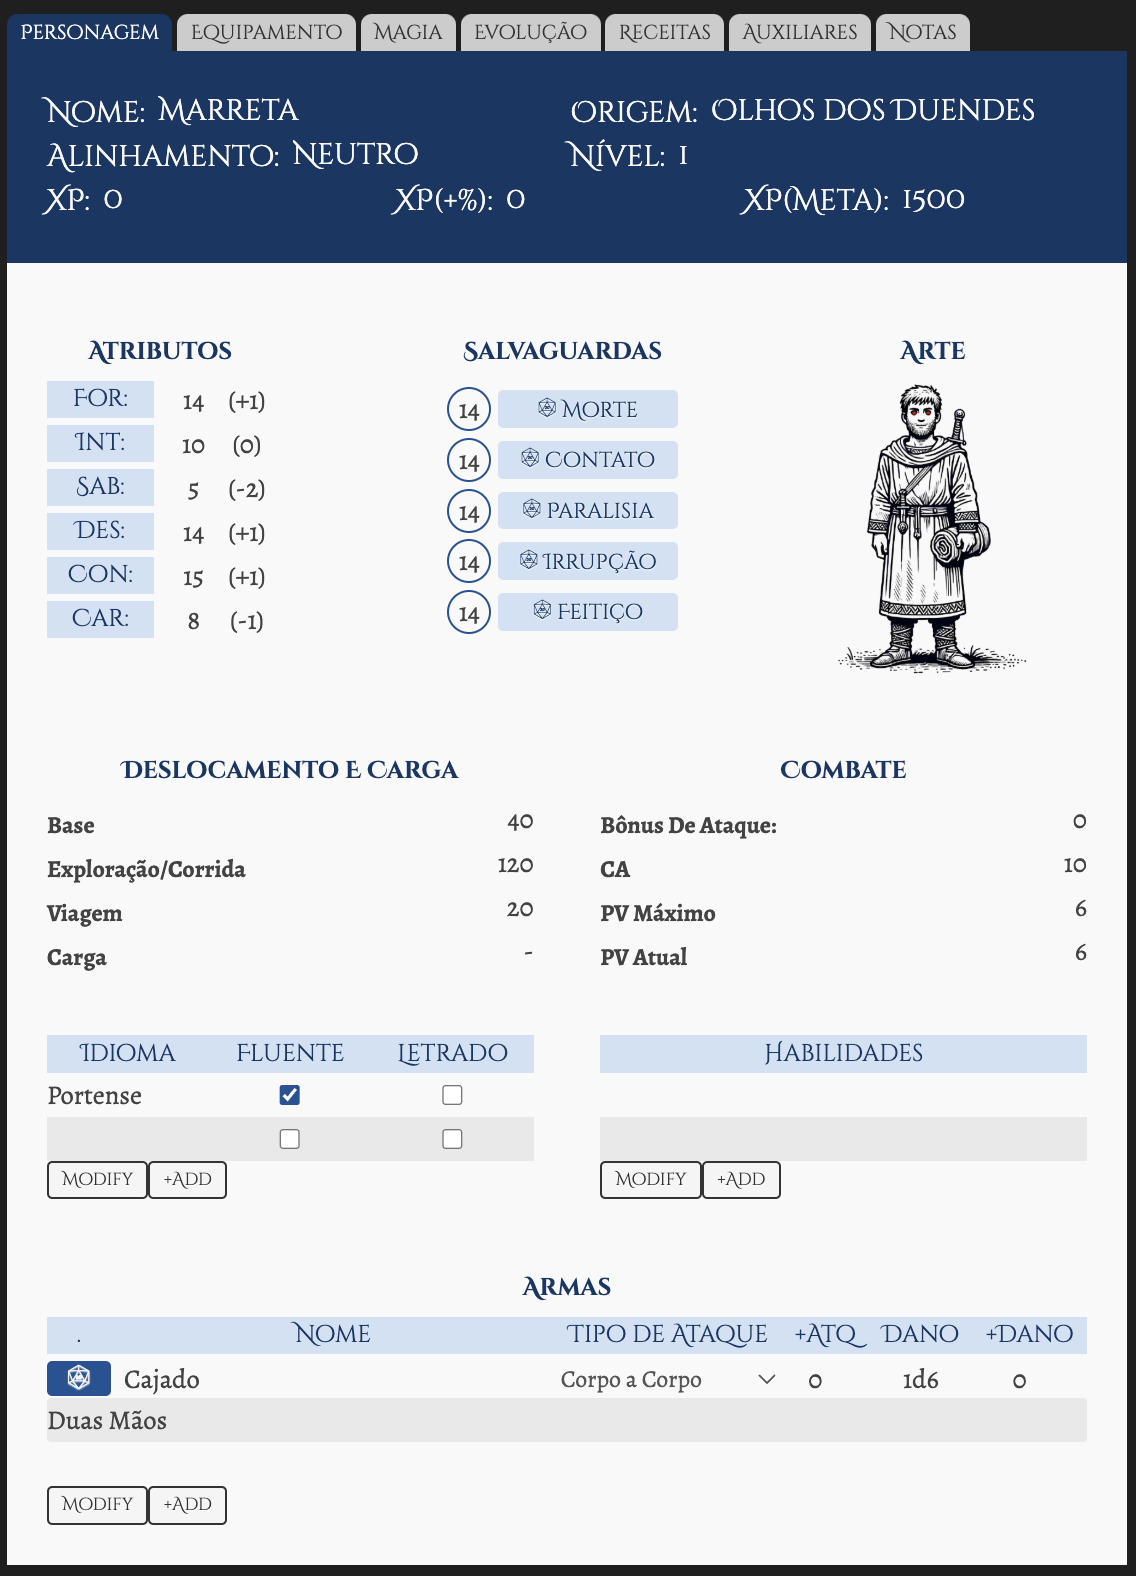 Personagem Equipamento Magia Evolução Receitas Auxiliares Notas
Nome: Marreta Origem: Olhos dos Duendes
Alinhamento: Neutro Nível: 1
XP: 0 XP(+%): 0 XP(Meta): 1500
Atributos Salvaguardas Arte
For: 14 (+1) 14 Morte
Int: 10 (0) 14 Contato
Sab: 5 (-2) 14 Paralisia
Des: 14 (+1) 14 Irrupção
Con: 15 (+1) 14 Feitiço
Car: 8 (-1)
Deslocamento e Carga Combate
Base 40 Bônus De Ataque: 0
Exploração/Corrida 120 CA 10
Viagem 20 PV Máximo 6
Carga - PV Atual 6
Idioma Fluente Letrado Habilidades
Portense
Modify +Add Modify +Add
Armas
. Nome Tipo de Ataque +Atq Dano +Dano
Cajado Corpo a Corpo 0 1d6 0
Duas Mãos
Modify +Add